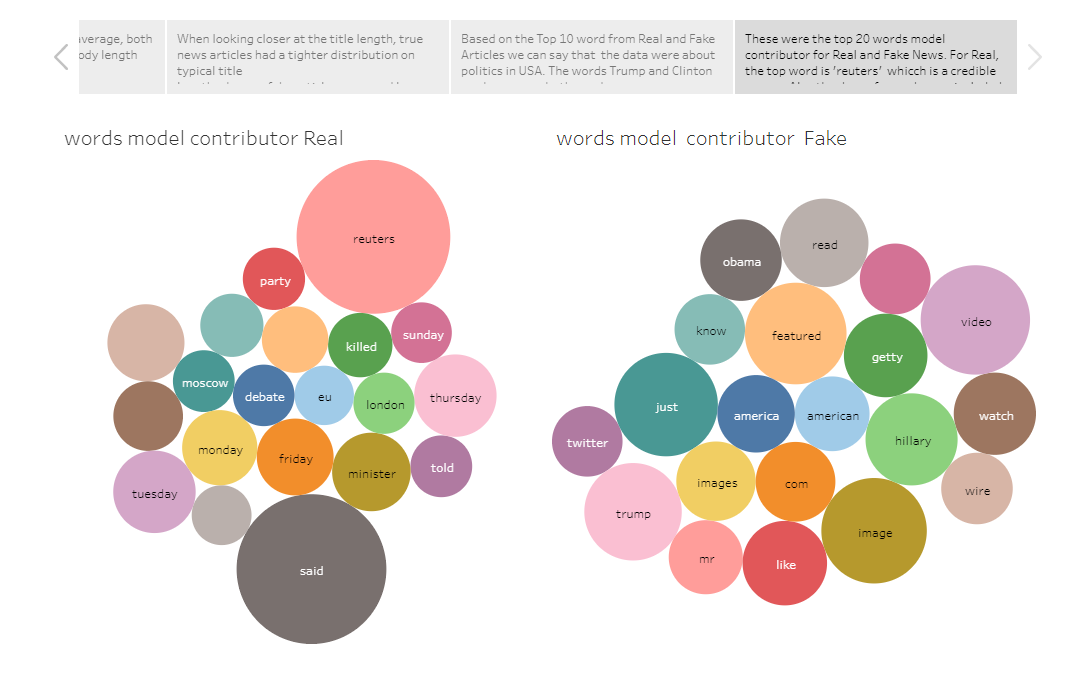 average, both
body length
When looking closer at the title length, true
news articles had a tighter distribution on
typical title
Based on the Top 10 word from Real and Fake
Articles we can say that the data were about
politics in USA. The words Trump and Clinton
These were the top 20 words model
contributor for Real and Fake News. For Real,
the top word is ‘reuters’ whicch is a credible
words model contributor Real
words model contributor Fake
reuters
party
killed
sunday
moscow
debate
eu
london
thursday
monday
friday
minister
told
tuesday
said
obama
read
know
featured
video
getty
just
america
american
watch
twitter
hillary
images
com
wire
trump
image
mr
like